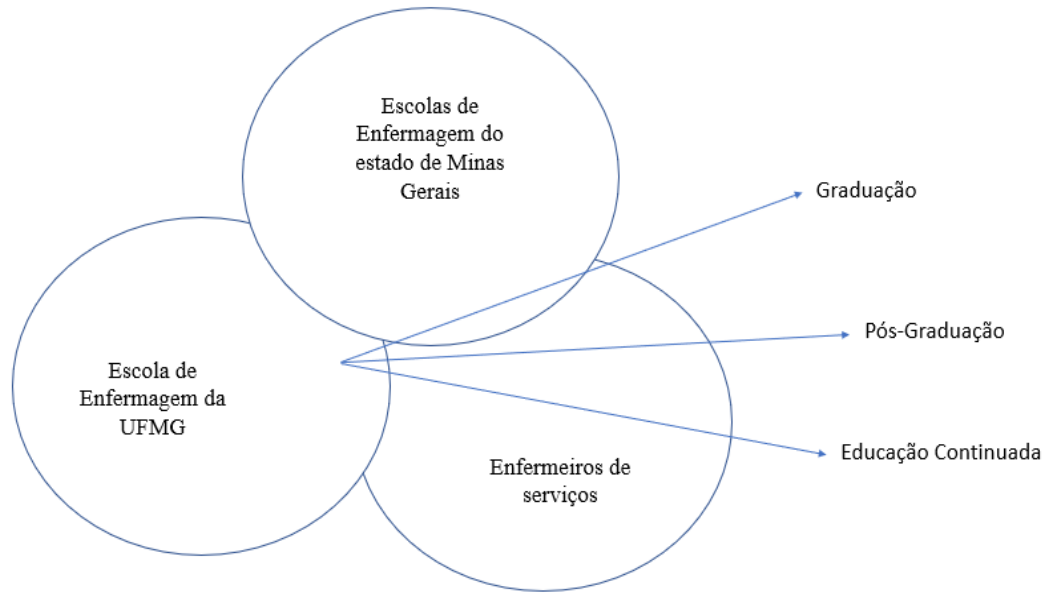 Escolas de
Enfermagem do
estado de Minas
Gerais
Graduação
Pós-Graduação
Escola de
Enfermagem da
UFMG
Educação Continuada
Enfermeiros de
serviços